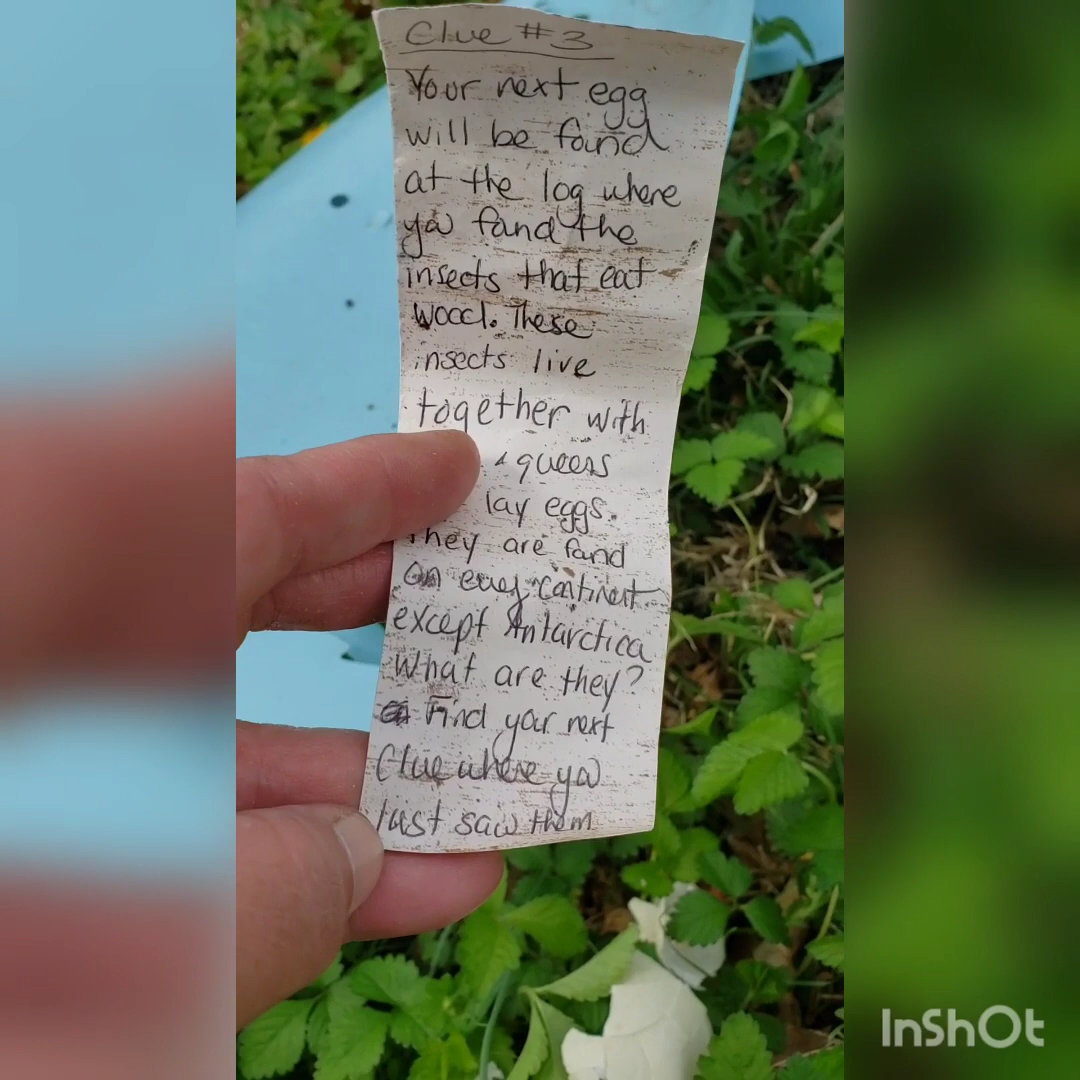 Clue #3
Your next egg
will be found
at the log where
you found the
insects that eat
wood. These
insects live
together with
& queens
lay eggs.
They are found
on every continent
except Antarctica
What are they?
Find your next
Clue where you
last saw them
InShOt